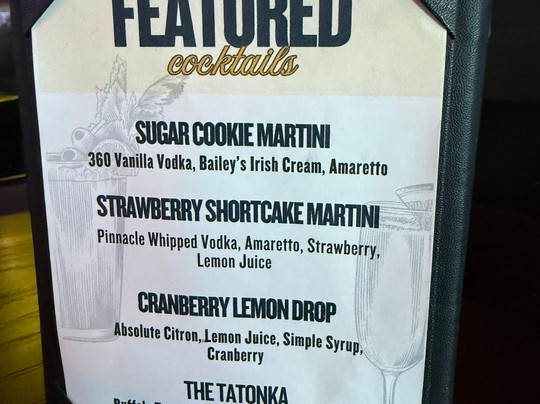 FEATURED
cocktails
SUGAR COOKIE MARTINI
360 Vanilla Vodka, Bailey's Irish Cream, Amaretto
STRAWBERRY SHORTCAKE MARTINI
Pinnacle Whipped Vodka, Amaretto, Strawberry,
Lemon Juice
CRANBERRY LEMON DROP
Absolute Citron, Lemon Juice, Simple Syrup,
Cranberry
THE TATONKA